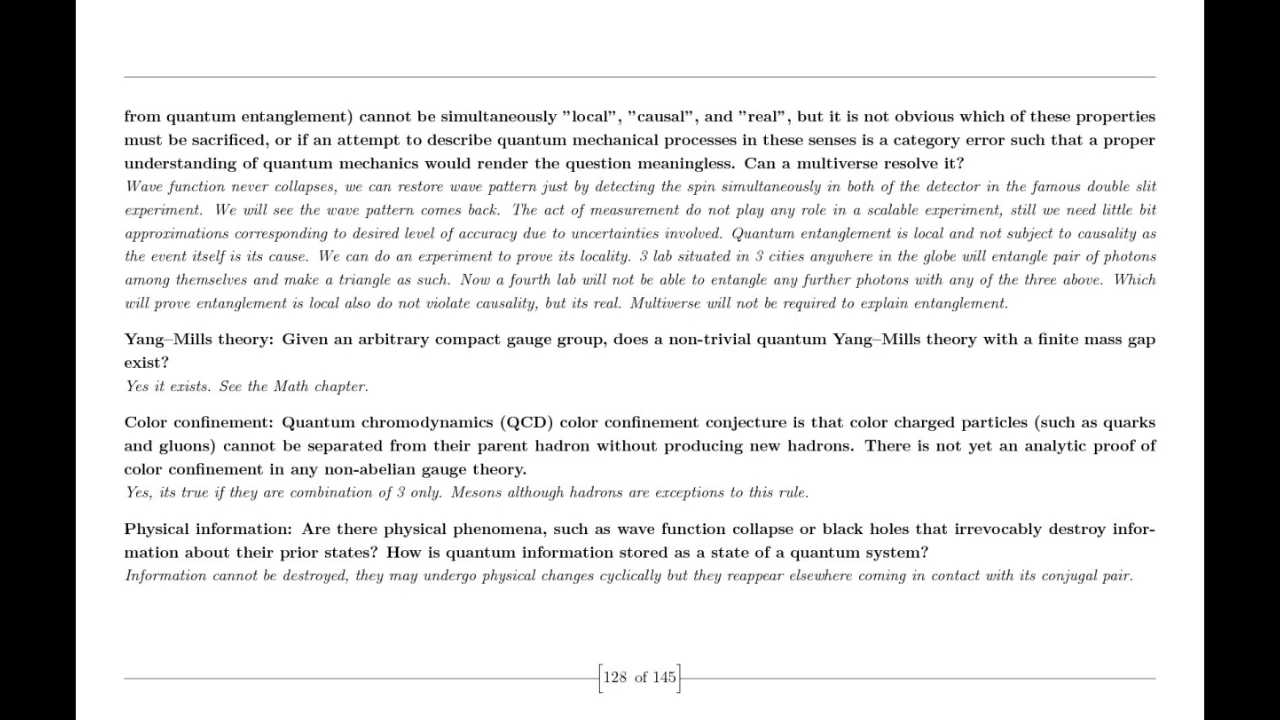 from quantum entanglement) cannot be simultaneously ”local”, ”causal”, and ”real”, but it is not obvious which of these properties
must be sacrificed, or if an attempt to describe quantum mechanical processes in these senses is a category error such that a proper
understanding of quantum mechanics would render the question meaningless. Can a multiverse resolve it?
Wave function never collapses, we can restore wave pattern just by detecting the spin simultaneously in both of the detector in the famous double slit
experiment. We will see the wave pattern comes back. The act of measurement do not play any role in a scalable experiment, still we need little bit
approximations corresponding to desired level of accuracy due to uncertainties involved. Quantum entanglement is local and not subject to causality as
the event itself is its cause. We can do an experiment to prove its locality. 3 lab situated in 3 cities anywhere in the globe will entangle pair of photons
among themselves and make a triangle as such. Now a fourth lab will not be able to entangle any further photons with any of the three above. Which
will prove entanglement is local also do not violate causality, but its real. Multiverse will not be required to explain entanglement.
Yang–Mills theory: Given an arbitrary compact gauge group, does a non-trivial quantum Yang–Mills theory with a finite mass gap
exist?
Yes it exists. See the Math chapter.
Color confinement: Quantum chromodynamics (QCD) color confinement conjecture is that color charged particles (such as quarks
and gluons) cannot be separated from their parent hadron without producing new hadrons. There is not yet an analytic proof of
color confinement in any non-abelian gauge theory.
Yes, its true if they are combination of 3 only. Mesons although hadrons are exceptions to this rule.
Physical information: Are there physical phenomena, such as wave function collapse or black holes that irrevocably destroy infor-
mation about their prior states? How is quantum information stored as a state of a quantum system?
Information cannot be destroyed, they may undergo physical changes cyclically but they reappear elsewhere coming in contact with its conjugal pair.
[128 of 145]